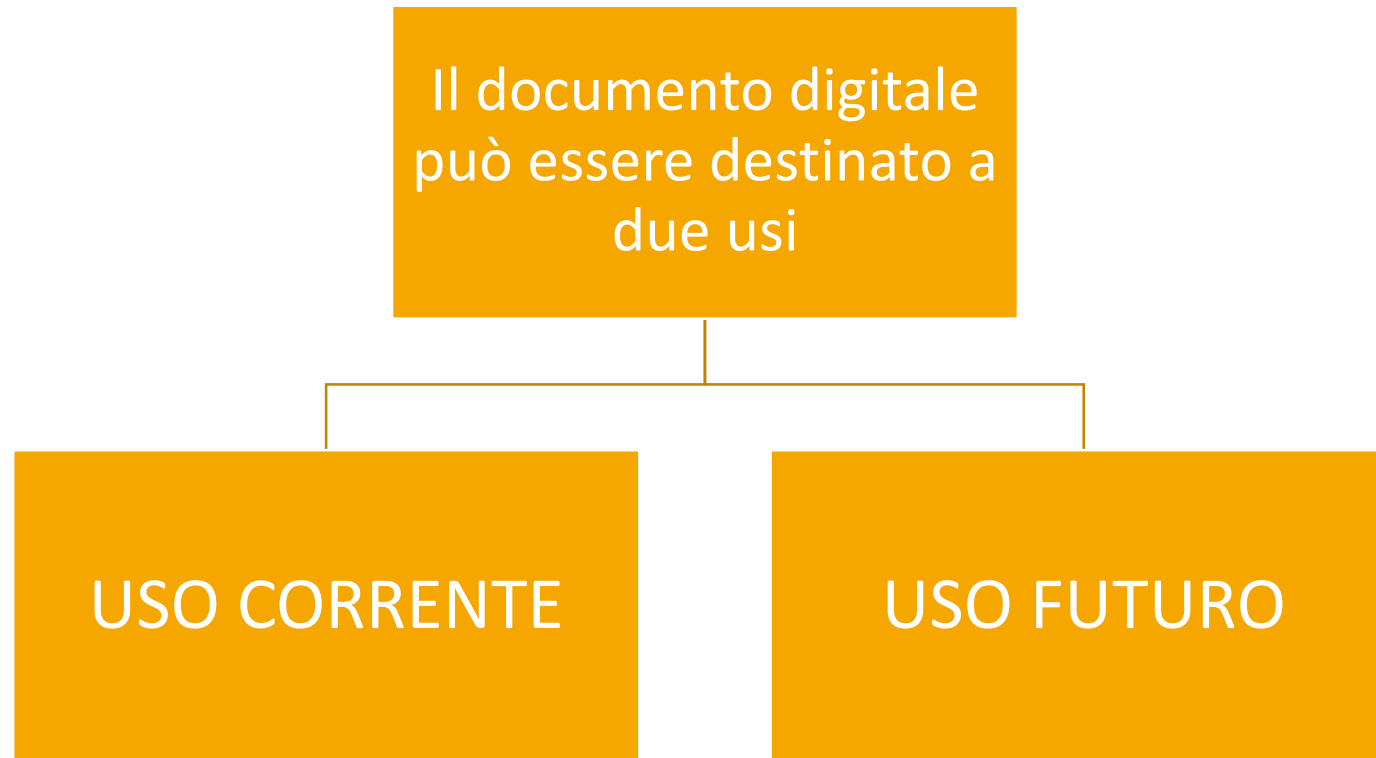 Il documento digitale
può essere destinato a
due usi
USO CORRENTE
USO FUTURO